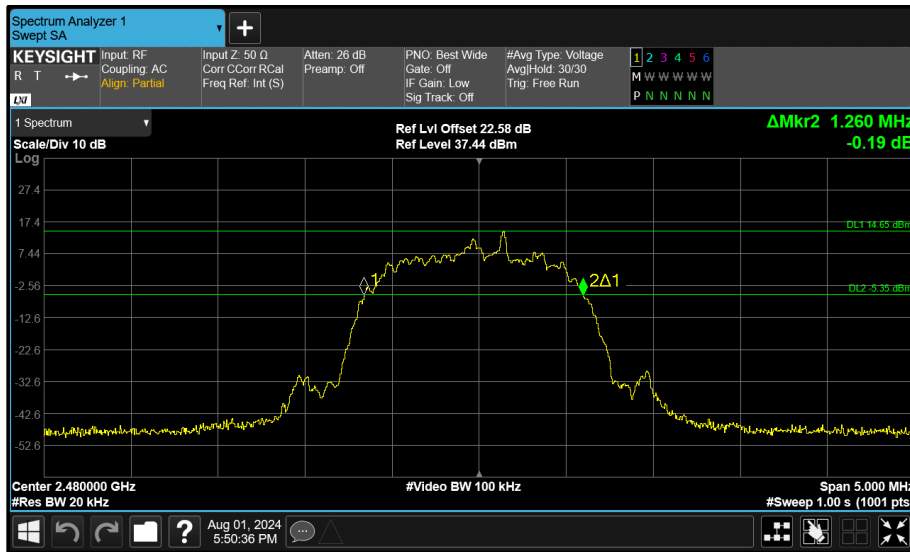 Spectrum Analyzer 1
Swept SA
+
KEYSIGHT
R T
LXI
Input: RF
Coupling: AC
Align: Partial
Input Z: 50 Ω
Corr CCorr RCal
Freq Ref: Int (S)
Atten: 26 dB
Preamp: Off
PNO: Best Wide
Gate: Off
IF Gain: Low
Sig Track: Off
#Avg Type: Voltage
Avg|Hold: 30/30
Trig: Free Run
1 2 3 4 5 6
M W W W W W
P N N N N N
1 Spectrum
Scale/Div 10 dB
Ref Lvl Offset 22.58 dB
Ref Level 37.44 dBm
ΔMkr2 1.260 MHz
-0.19 dB
Log
27.4
17.4
DL1 14.65 dBm
7.44
1
2Δ1
-2.56
DL2 -5.35 dBm
-12.6
-22.6
-32.6
-42.6
-52.6
Center 2.480000 GHz
#Video BW 100 kHz
Span 5.000 MHz
#Res BW 20 kHz
#Sweep 1.00 s (1001 pts
?
Aug 01, 2024
5:50:36 PM